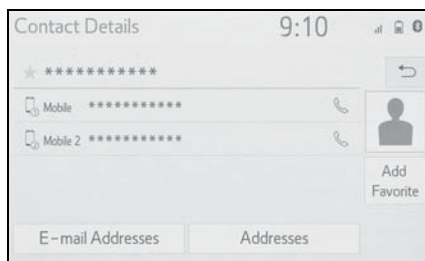 Contact Details 9:10
***********
Mobile ***********
Mobile 2 ***********
Add
Favorite
E-mail Addresses Addresses